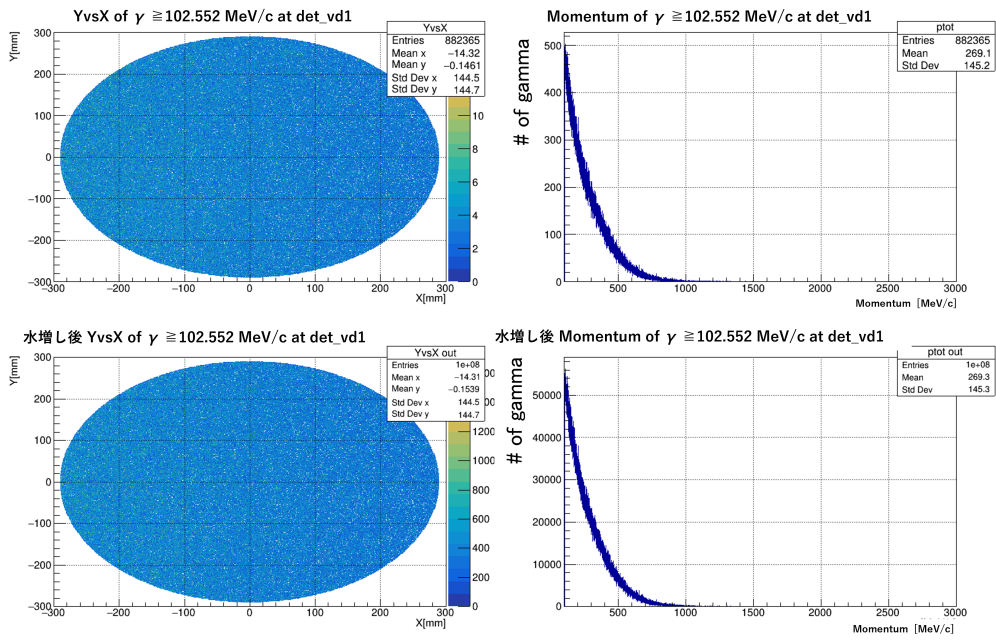 YvsX of γ ≧102.552 MeV/c at det_vd1
YvsX
Entries 882365
Mean x −14.32
Mean y −0.1461
Std Dev x 144.5
Std Dev y 144.7
Y[mm]
300
200
100
0
−100
−200
−300
−300 −200 −100 0 100 200 300
X[mm]
10
8
6
4
2
0
Momentum of γ ≧102.552 MeV/c at det_vd1
ptot
Entries 882365
Mean 269.1
Std Dev 145.2
# of gamma
500
400
300
200
100
0
500 1000 1500 2000 2500 3000
Momentum [MeV/c]
水増し後 YvsX of γ ≧102.552 MeV/c at det_vd1
YvsX out
Entries 1e+08
Mean x −14.31
Mean y −0.1539
Std Dev x 144.5
Std Dev y 144.7
Y[mm]
300
200
100
0
−100
−200
−300
−300 −200 −100 0 100 200 300
X[mm]
1200
1000
800
600
400
200
0
水増し後 Momentum of γ ≧102.552 MeV/c at det_vd1
ptot out
Entries 1e+08
Mean 269.3
Std Dev 145.3
# of gamma
50000
40000
30000
20000
10000
0
500 1000 1500 2000 2500 3000
Momentum [MeV/c]